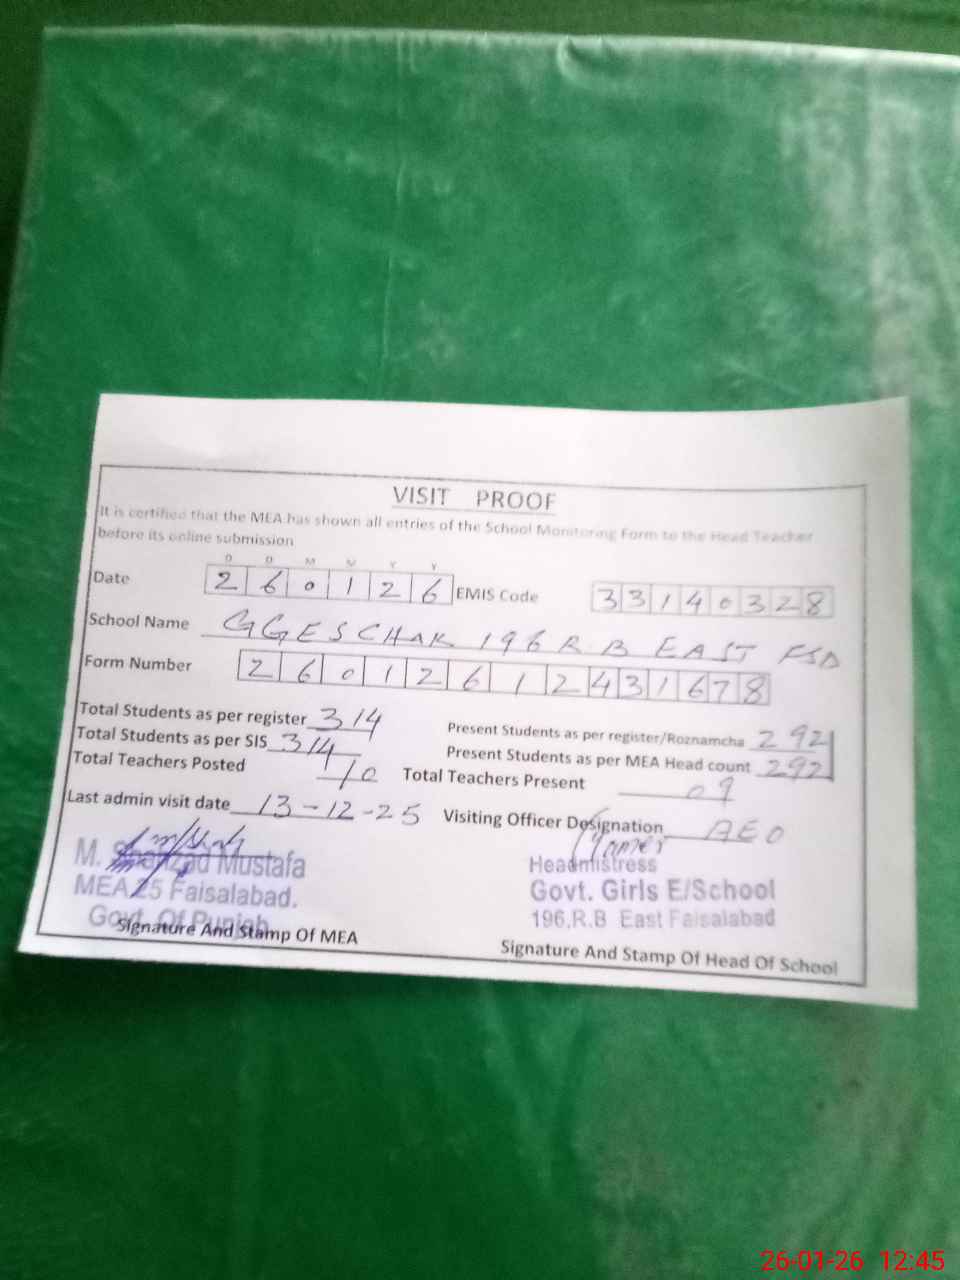 VISIT PROOF
It is certified that the MEA has shown all entries of the School Monitoring Form to the Head Teacher
before its online submission
D D M M Y Y
Date 2 6 0 1 2 6 EMIS Code 3 3 1 4 0 3 2 8
School Name GGES CHAK 196 R.B EAST FSD
Form Number 2 6 0 1 2 6 1 2 4 3 1 6 7 8
Total Students as per register 314 Present Students as per register/Roznamcha 292
Total Students as per SIS 314 Present Students as per MEA Head count 292
Total Teachers Posted 10 Total Teachers Present 09
Last admin visit date 13-12-25 Visiting Officer Designation AEO
M. Shahzad Mustafa
MEA 25 Faisalabad.
Govt. Of Punjab
Signature And Stamp Of MEA
Headmistress
Govt. Girls E/School
196,R.B East Faisalabad
Signature And Stamp Of Head Of School
26-01-26 12:45